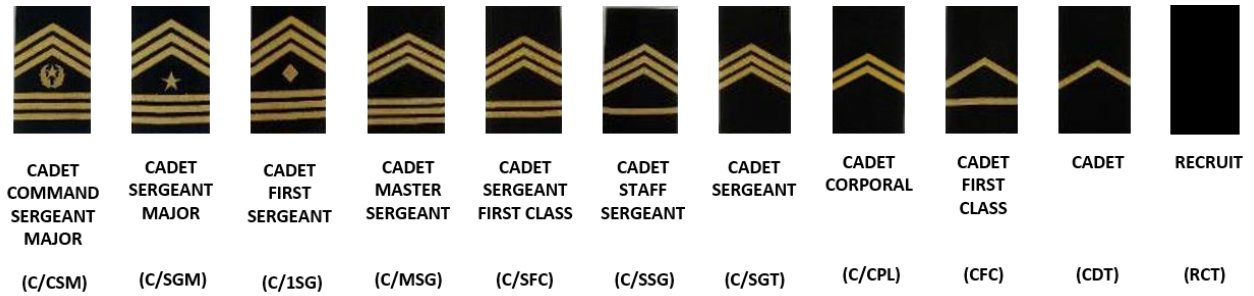 CADET
COMMAND
SERGEANT
MAJOR
(C/CSM)
CADET
SERGEANT
MAJOR
(C/SGM)
CADET
FIRST
SERGEANT
(C/1SG)
CADET
MASTER
SERGEANT
(C/MSG)
CADET
SERGEANT
FIRST CLASS
(C/SFC)
CADET
STAFF
SERGEANT
(C/SSG)
CADET
SERGEANT
(C/SGT)
CADET
CORPORAL
(C/CPL)
CADET
FIRST
CLASS
(CFC)
CADET
(CDT)
RECRUIT
(RCT)